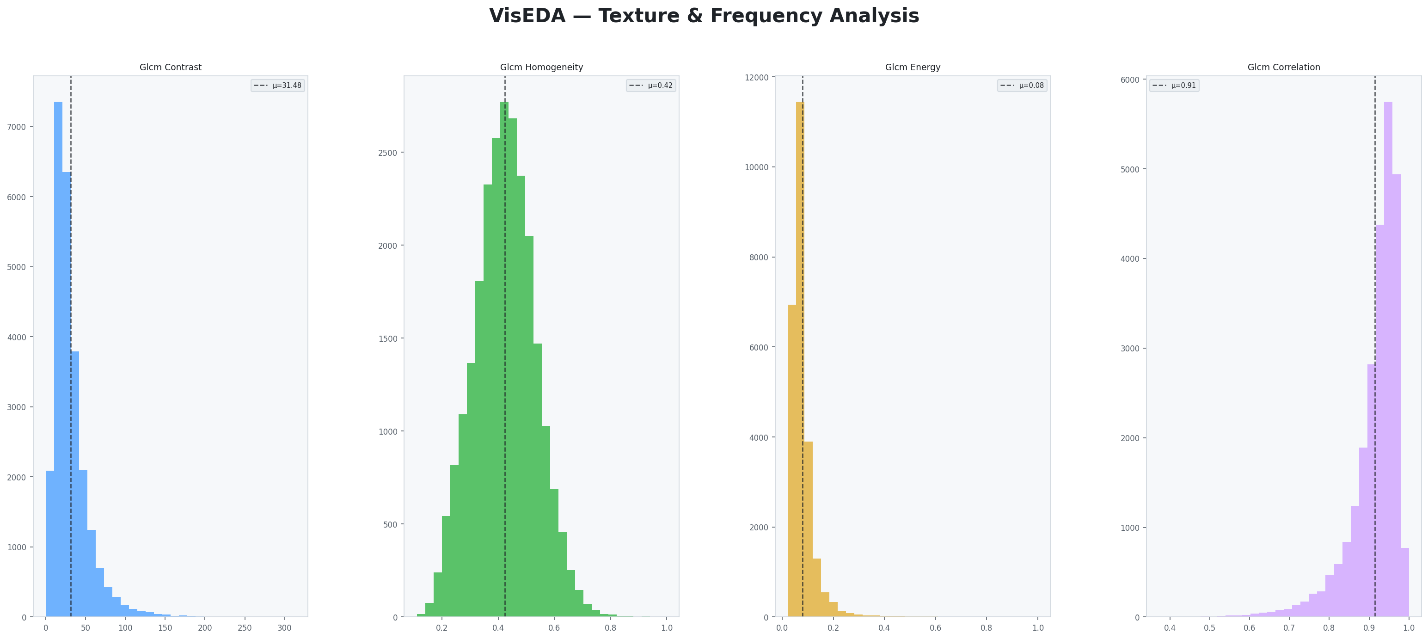 VisEDA — Texture & Frequency Analysis
Glcm Contrast
μ=31.48
7000
6000
5000
4000
3000
2000
1000
0
0 50 100 150 200 250 300
Glcm Homogeneity
μ=0.42
2500
2000
1500
1000
500
0
0.2 0.4 0.6 0.8 1.0
Glcm Energy
μ=0.08
12000
10000
8000
6000
4000
2000
0
0.0 0.2 0.4 0.6 0.8 1.0
Glcm Correlation
μ=0.91
6000
5000
4000
3000
2000
1000
0
0.4 0.5 0.6 0.7 0.8 0.9 1.0